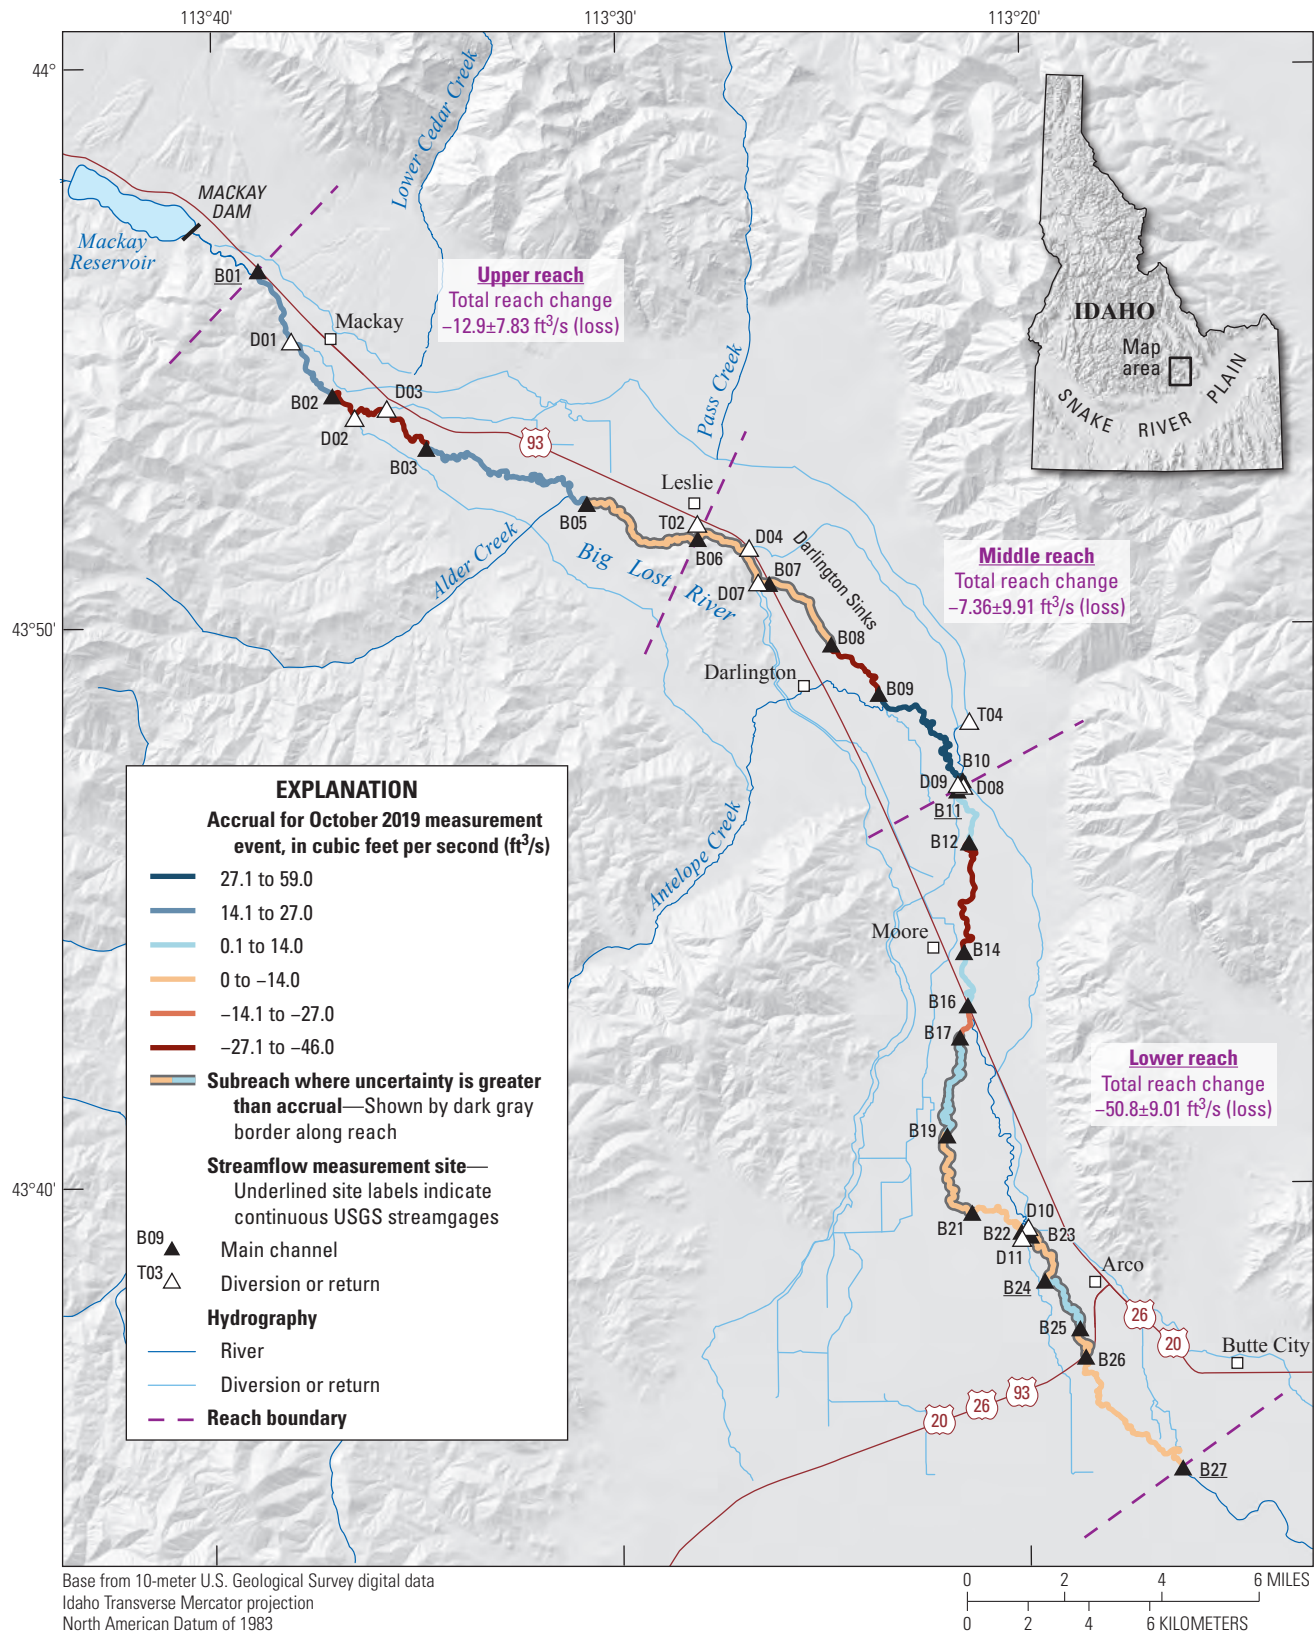 113°40'
113°30'
113°20'
44°
43°50'
43°40'
Lower Cedar Creek
MACKAY
DAM
Mackay
Reservoir
B01
Upper reach
Total reach change
−12.9±7.83 ft³/s (loss)
IDAHO
Map
area
SNAKE RIVER PLAIN
D01
Mackay
B02
D03
D02
B03
93
Pass Creek
Leslie
B05
T02
B06
D04
B07
D07
Darlington Sinks
Alder Creek
Big Lost River
Middle reach
Total reach change
−7.36±9.91 ft³/s (loss)
B08
Darlington
B09
T04
B10
D09
D08
B11
B12
Antelope Creek
Moore
B14
B16
B17
Lower reach
Total reach change
−50.8±9.01 ft³/s (loss)
B19
B21
D10
B22
B23
D11
Arco
B24
B25
B26
26
20
Butte City
93
26
20
B27
EXPLANATION
Accrual for October 2019 measurement
event, in cubic feet per second (ft³/s)
27.1 to 59.0
14.1 to 27.0
0.1 to 14.0
0 to −14.0
−14.1 to −27.0
−27.1 to −46.0
Subreach where uncertainty is greater
than accrual—Shown by dark gray
border along reach
Streamflow measurement site—
Underlined site labels indicate
continuous USGS streamgages
B09
Main channel
T03
Diversion or return
Hydrography
River
Diversion or return
Reach boundary
Base from 10-meter U.S. Geological Survey digital data
Idaho Transverse Mercator projection
North American Datum of 1983
0 2 4 6 MILES
0 2 4 6 KILOMETERS